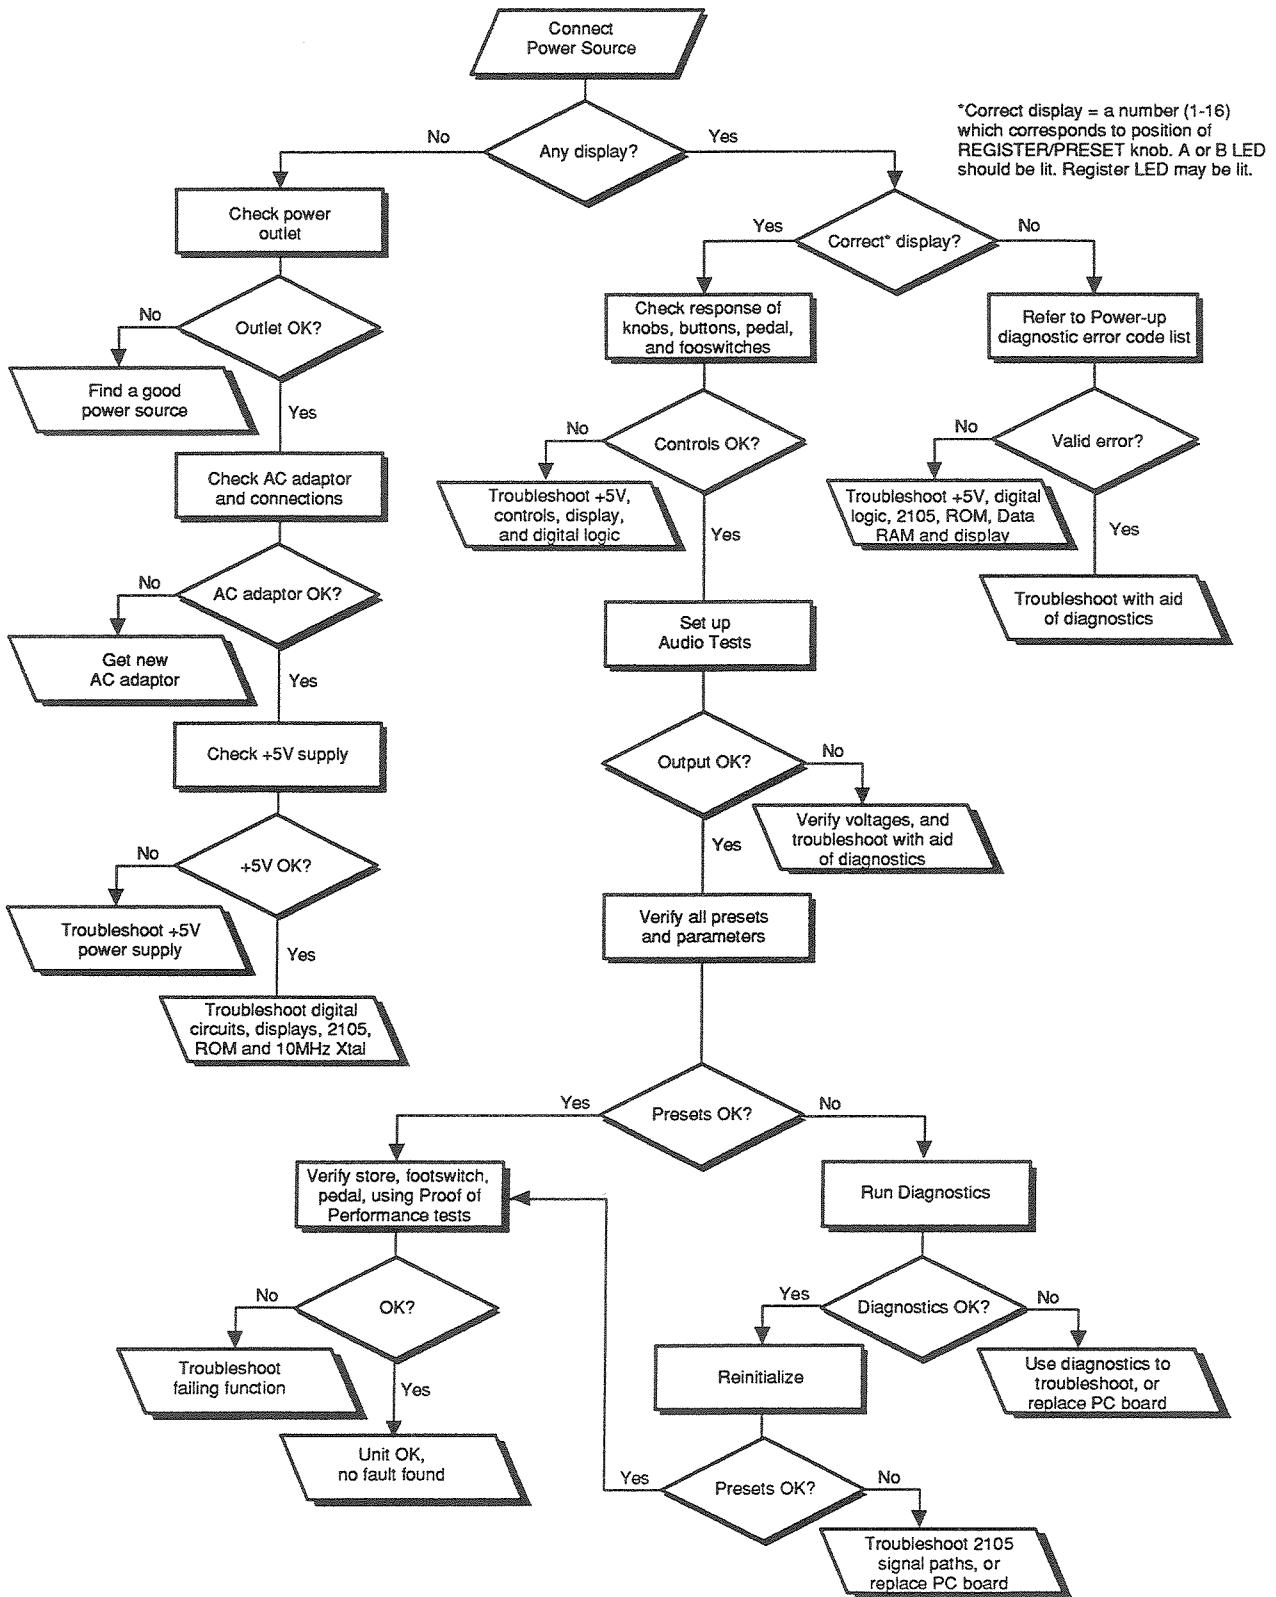 Connect
Power Source
No
Any display?
Yes
*Correct display = a number (1-16)
which corresponds to position of
REGISTER/PRESET knob. A or B LED
should be lit. Register LED may be lit.
Check power
outlet
Yes
Correct* display?
No
No
Outlet OK?
Check response of
knobs, buttons, pedal,
and fooswitches
Refer to Power-up
diagnostic error code list
Find a good
power source
Yes
No
Controls OK?
No
Valid error?
Check AC adaptor
and connections
Troubleshoot +5V,
controls, display,
and digital logic
Yes
Troubleshoot +5V, digital
logic, 2105, ROM, Data
RAM and display
Yes
No
AC adaptor OK?
Set up
Audio Tests
Troubleshoot with aid
of diagnostics
Get new
AC adaptor
Yes
Check +5V supply
Output OK?
No
Verify voltages, and
troubleshoot with aid
of diagnostics
Yes
No
+5V OK?
Troubleshoot +5V
power supply
Yes
Verify all presets
and parameters
Troubleshoot digital
circuits, displays, 2105,
ROM and 10MHz Xtal
Yes
Presets OK?
No
Verify store, footswitch,
pedal, using Proof of
Performance tests
Run Diagnostics
No
OK?
Yes
Diagnostics OK?
No
Troubleshoot
failing function
Yes
Reinitialize
Use diagnostics to
troubleshoot, or
replace PC board
Unit OK,
no fault found
Yes
Presets OK?
No
Troubleshoot 2105
signal paths, or
replace PC board